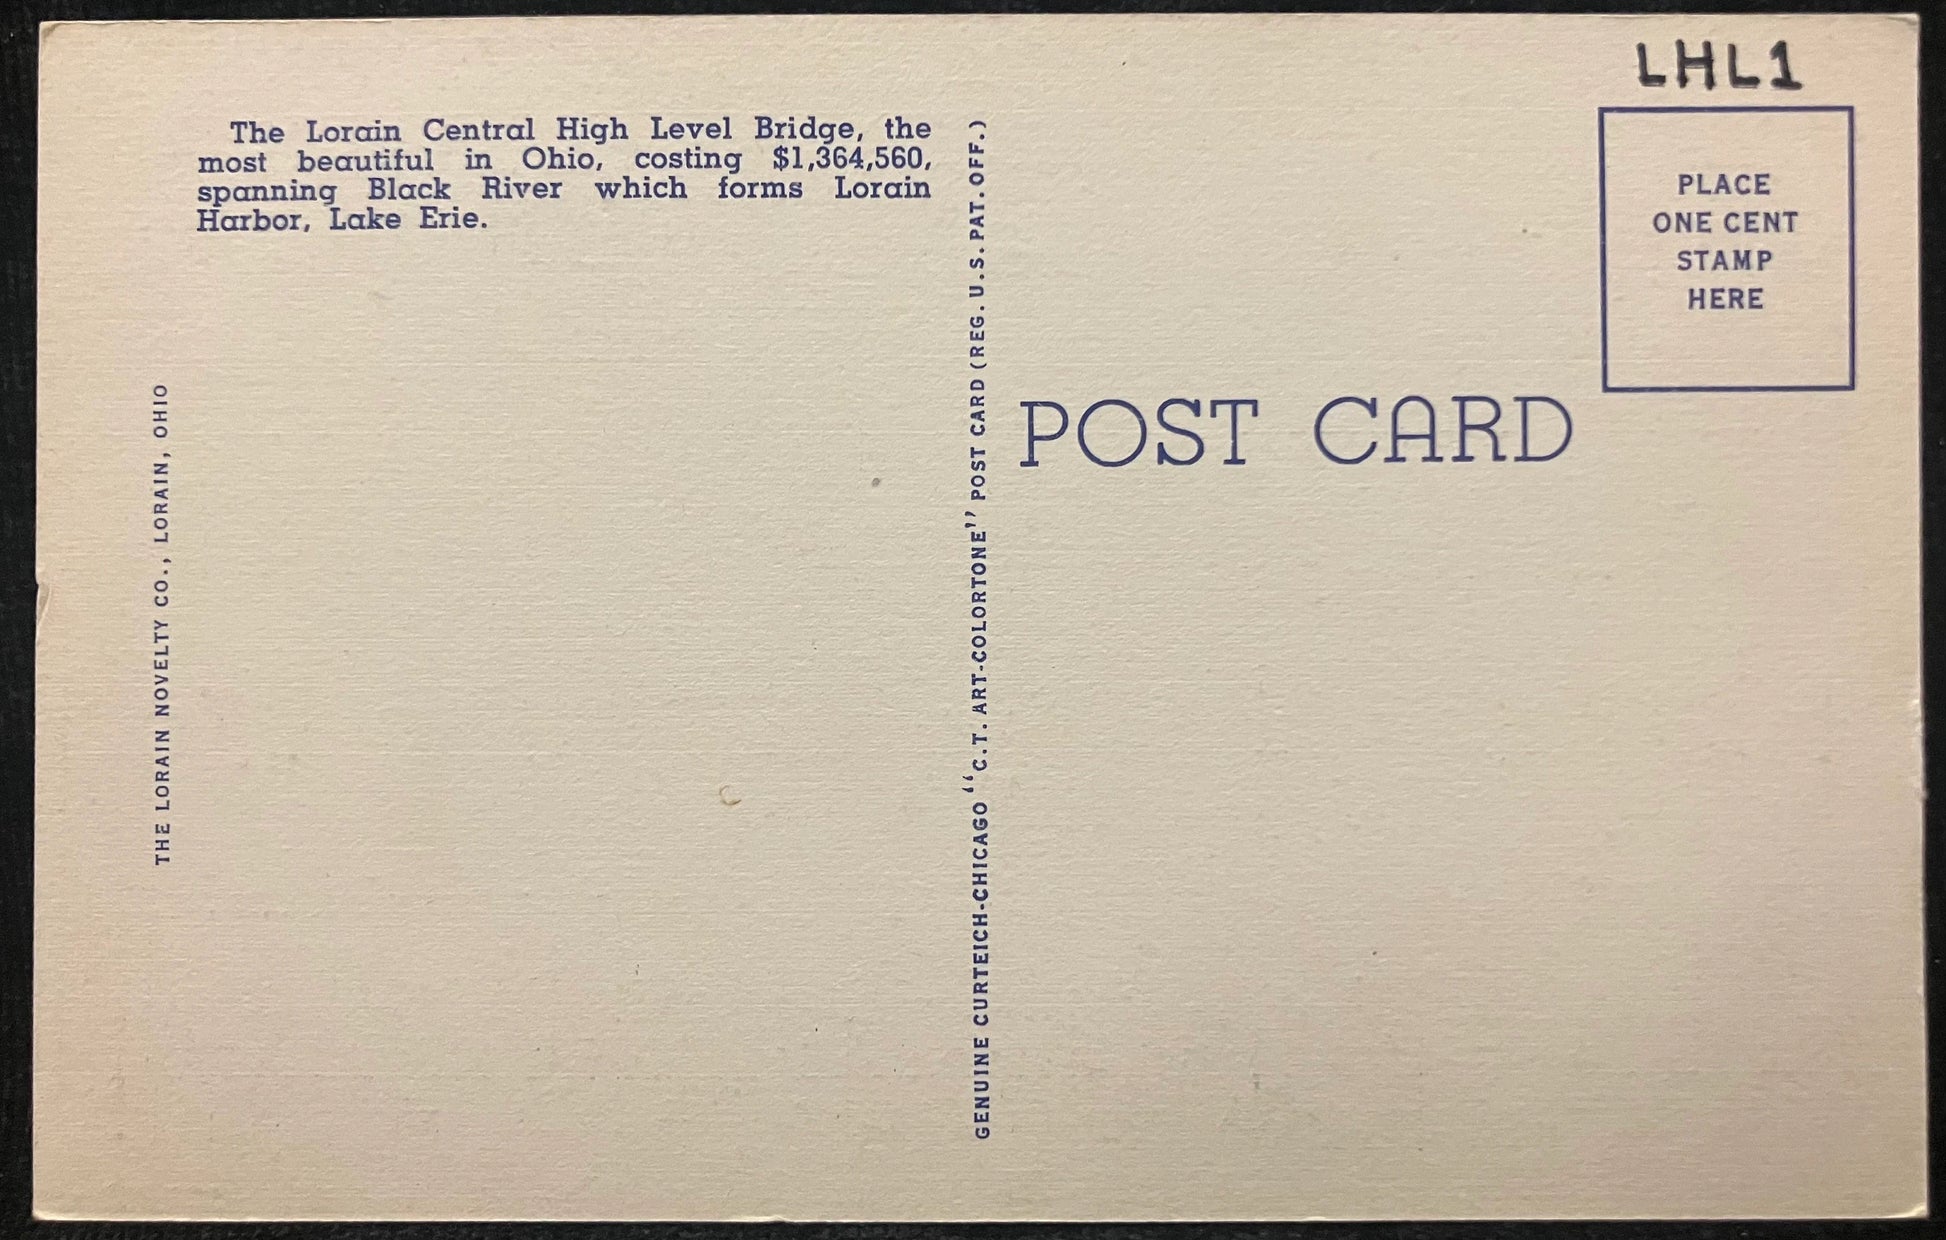 LHL1
The Lorain Central High Level Bridge, the
most beautiful in Ohio, costing $1,364,560,
spanning Black River which forms Lorain
Harbor, Lake Erie.
THE LORAIN NOVELTY CO., LORAIN, OHIO
GENUINE CURTEICH-CHICAGO "C.T. ART-COLORTONE" POST CARD (REG. U.S. PAT. OFF.)
PLACE
ONE CENT
STAMP
HERE
POST CARD